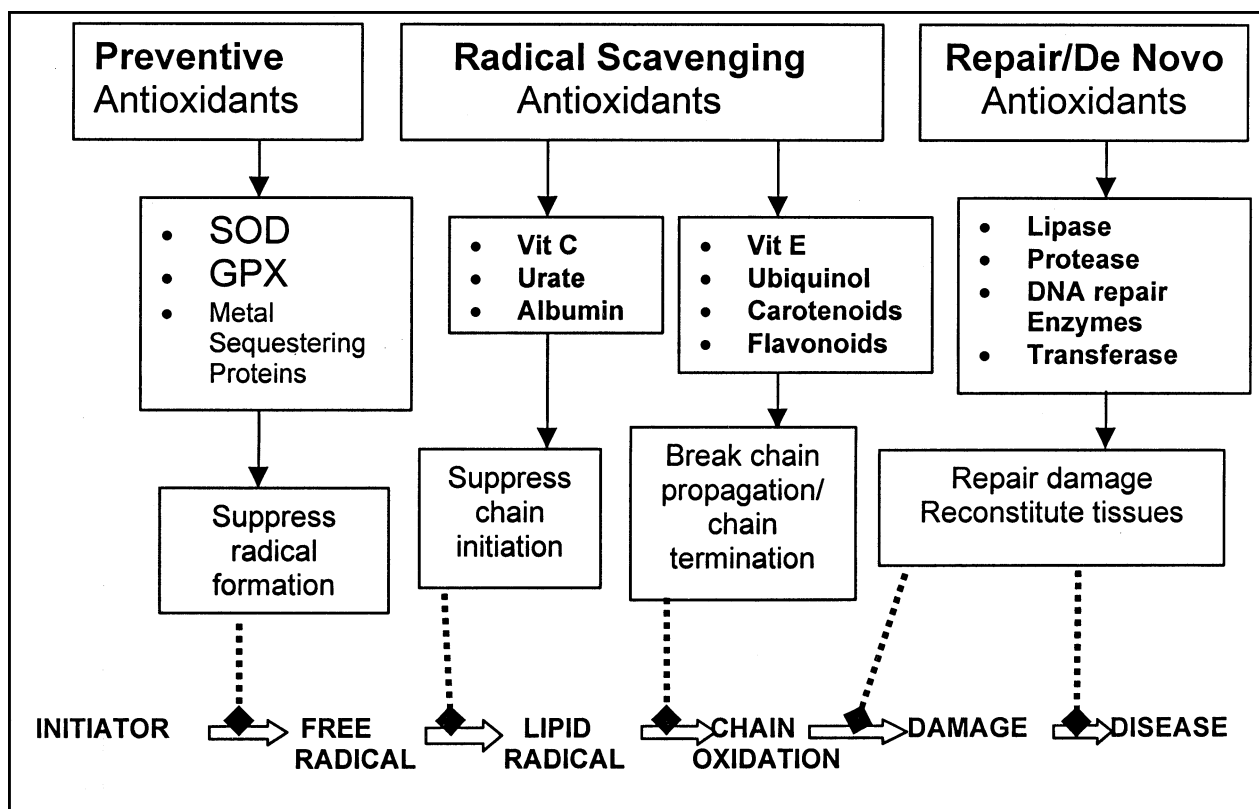 Preventive
Antioxidants
Radical Scavenging
Antioxidants
Repair/De Novo
Antioxidants
• SOD
• GPX
• Metal
Sequestering
Proteins
• Vit C
• Urate
• Albumin
• Vit E
• Ubiquinol
• Carotenoids
• Flavonoids
• Lipase
• Protease
• DNA repair
Enzymes
• Transferase
Suppress
radical
formation
Suppress
chain
initiation
Break chain
propagation/
chain
termination
Repair damage
Reconstitute tissues
INITIATOR
FREE
RADICAL
LIPID
RADICAL
CHAIN
OXIDATION
DAMAGE
DISEASE